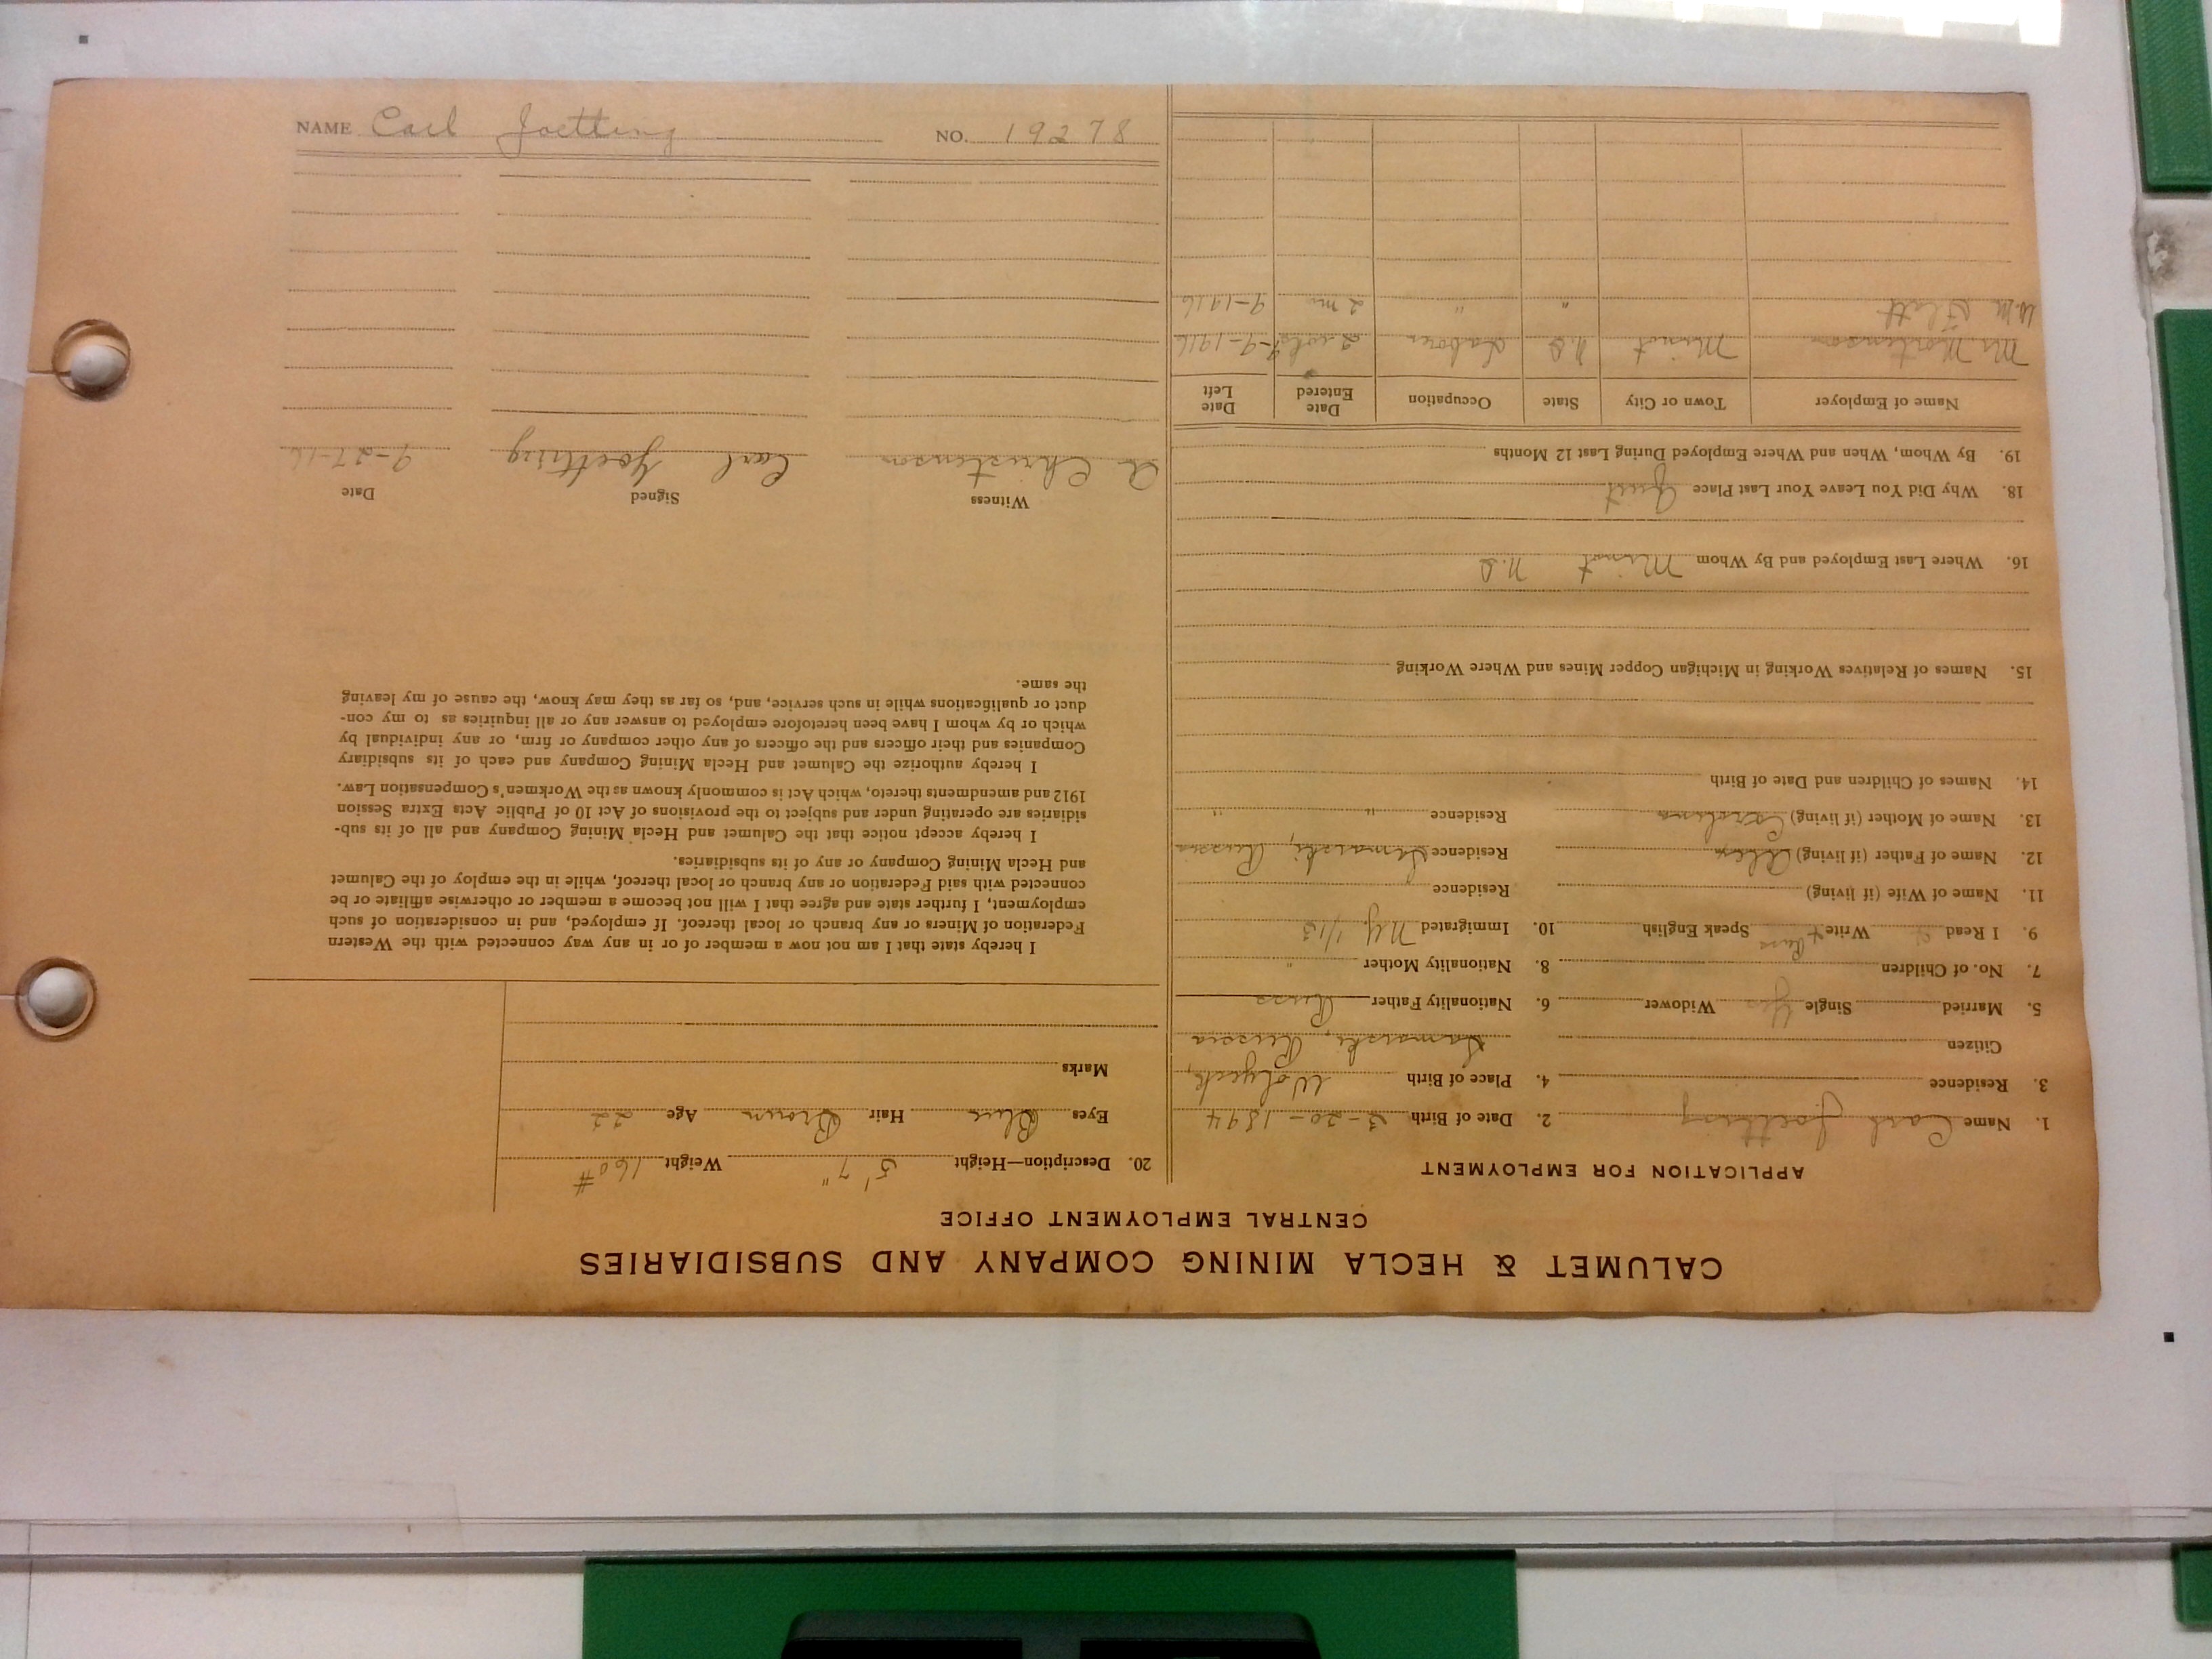 CALUMET & HECLA MINING COMPANY AND SUBSIDIARIES
CENTRAL EMPLOYMENT OFFICE
APPLICATION FOR EMPLOYMENT
1. Name Carl Joetting 2. Date of Birth 3-20-1894
3. Residence 4. Place of Birth
Citizen Russia
5. Married Single Yes Widower 6. Nationality Father Russ
7. No. of Children 8. Nationality Mother "
9. I Read Write Russ Speak English 10. Immigrated N.Y. 1/13
11. Name of Wife (if living) Residence
12. Name of Father (if living) Residence Russia
13. Name of Mother (if living) Residence " "
14. Names of Children and Date of Birth
15. Names of Relatives Working in Michigan Copper Mines and Where Working
16. Where Last Employed and By Whom Minot N.D
18. Why Did You Leave Your Last Place Quit
19. By Whom, When and Where Employed During Last 12 Months
Name of Employer Town or City State Occupation Date Entered Date Left
Mr Mortenson Minot N.D Laborer 9-9-1916
" " 2 mo 9-1916
20. Description—Height 5' 7" Weight 160#
Eyes Blue Hair Brown Age 22
Marks
I hereby state that I am not now a member of or in any way connected with the Western
Federation of Miners or any branch or local thereof. If employed, and in consideration of such
employment, I further state and agree that I will not become a member or otherwise affiliate or be
connected with said Federation or any branch or local thereof, while in the employ of the Calumet
and Hecla Mining Company or any of its subsidiaries.
I hereby accept notice that the Calumet and Hecla Mining Company and all of its sub-
sidiaries are operating under and subject to the provisions of Act 10 of Public Acts Extra Session
1912 and amendments thereto, which Act is commonly known as the Workmen's Compensation Law.
I hereby authorize the Calumet and Hecla Mining Company and each of its subsidiary
Companies and their officers and the officers of any other company or firm, or any individual by
which or by whom I have been heretofore employed to answer any or all inquiries as to my con-
duct or qualifications while in such service, and, so far as they may know, the cause of my leaving
the same.
Witness Signed Date
A Christenson Carl Joetting 9-27-16
NAME Carl Joetting NO. 19278